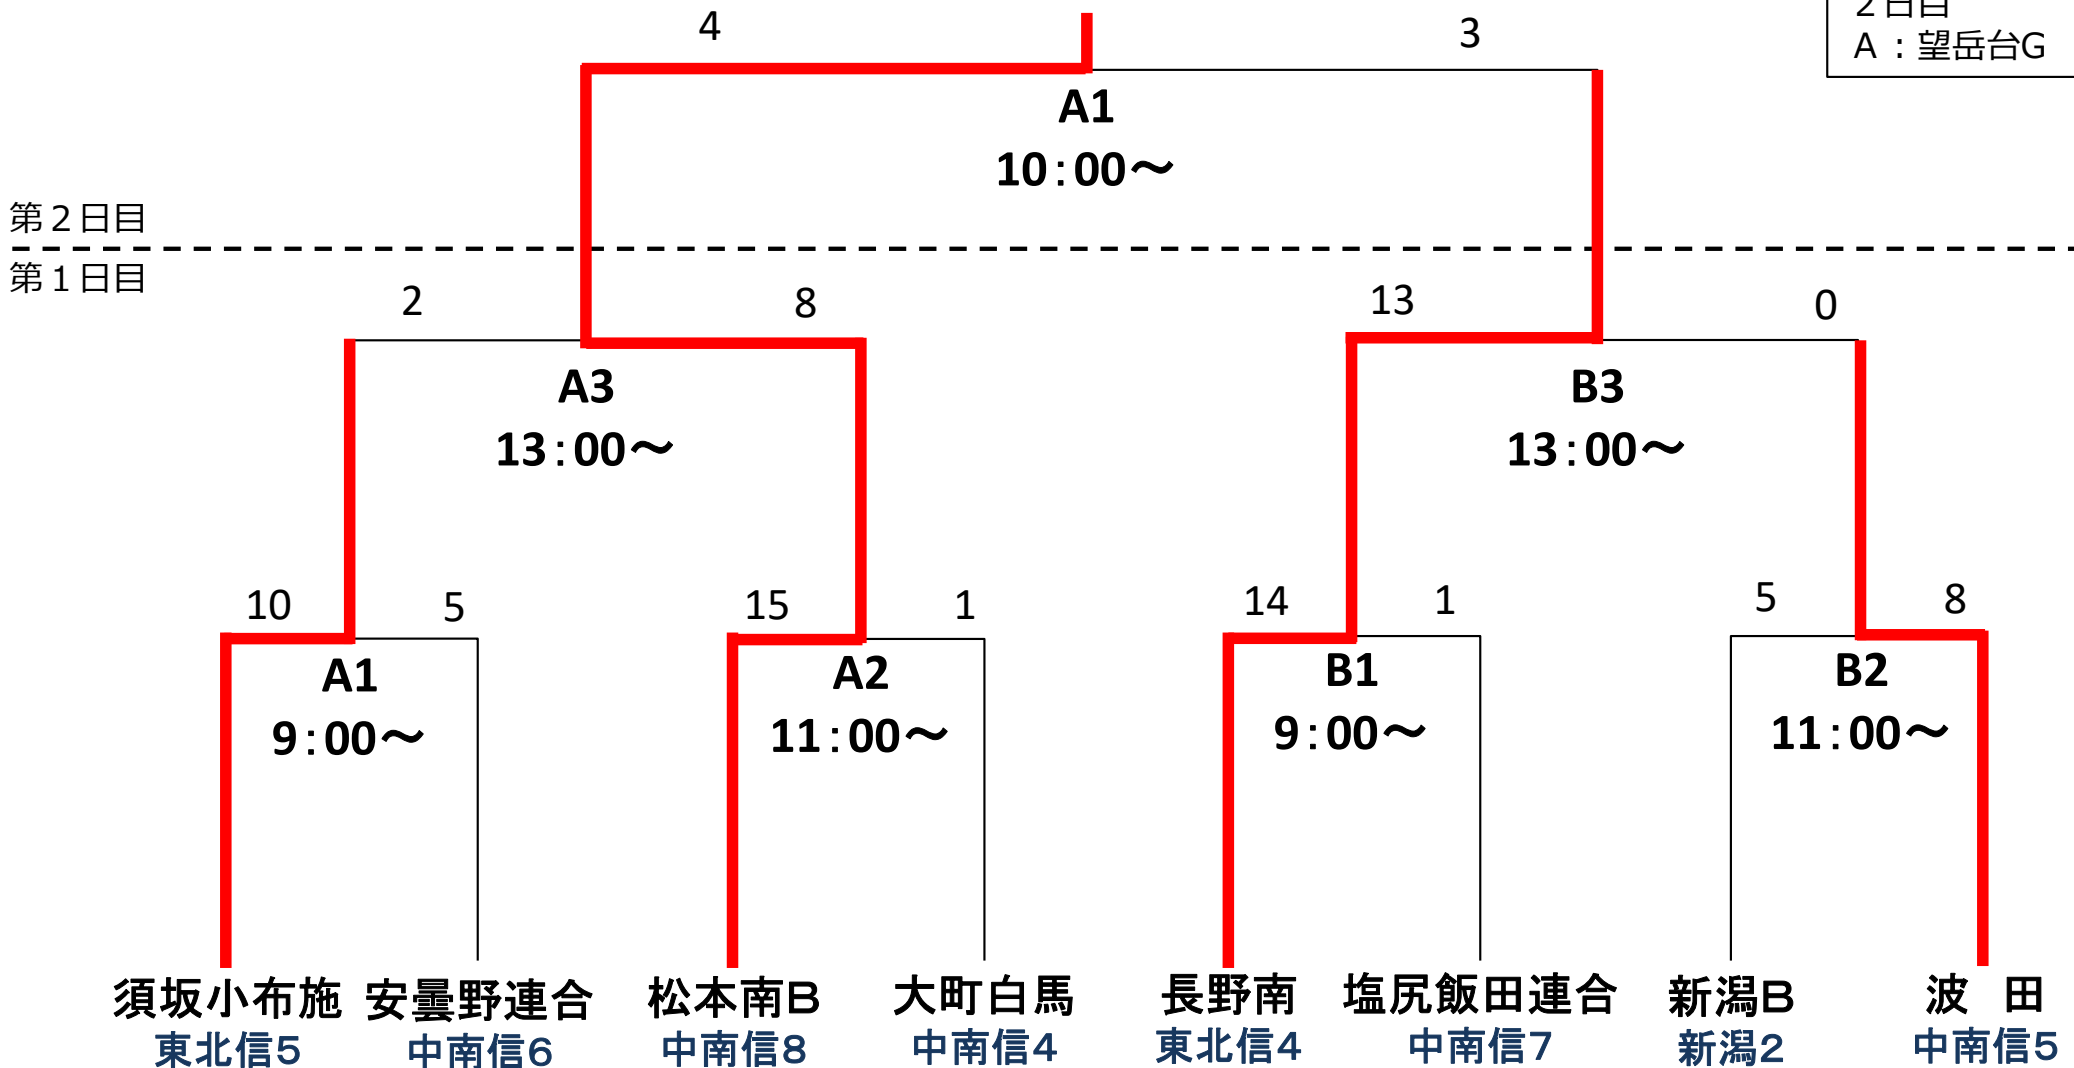 2日目
A：望岳台G
4
3
A1
10:00～
第２日目
第１日目
2
8
13
0
A3
13:00～
B3
13:00～
10
5
15
1
14
1
5
8
A1
9:00～
A2
11:00～
B1
9:00～
B2
11:00～
須坂小布施
安曇野連合
松本南B
大町白馬
長野南
塩尻飯田連合
新潟B
波　田
東北信5
中南信6
中南信8
中南信4
東北信4
中南信7
新潟2
中南信5